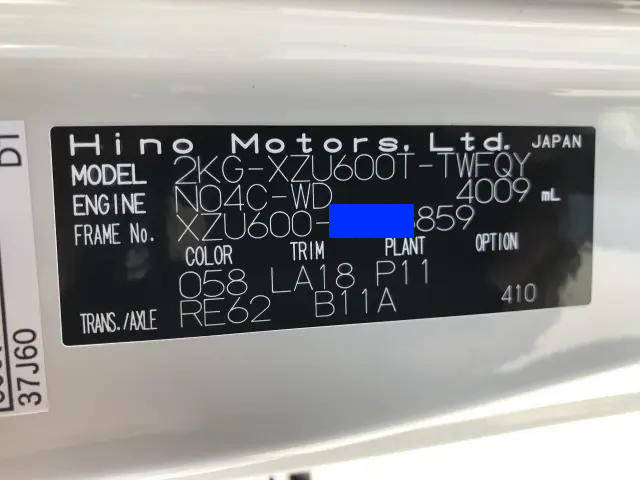 Hino Motors, Ltd. JAPAN
MODEL 2KG-XZU600T-TWFQY
ENGINE N04C-WD 4009 mL
FRAME No. XZU600- 859
COLOR TRIM PLANT OPTION
058 LA18 P11
TRANS./AXLE RE62 B11A 410
37J60